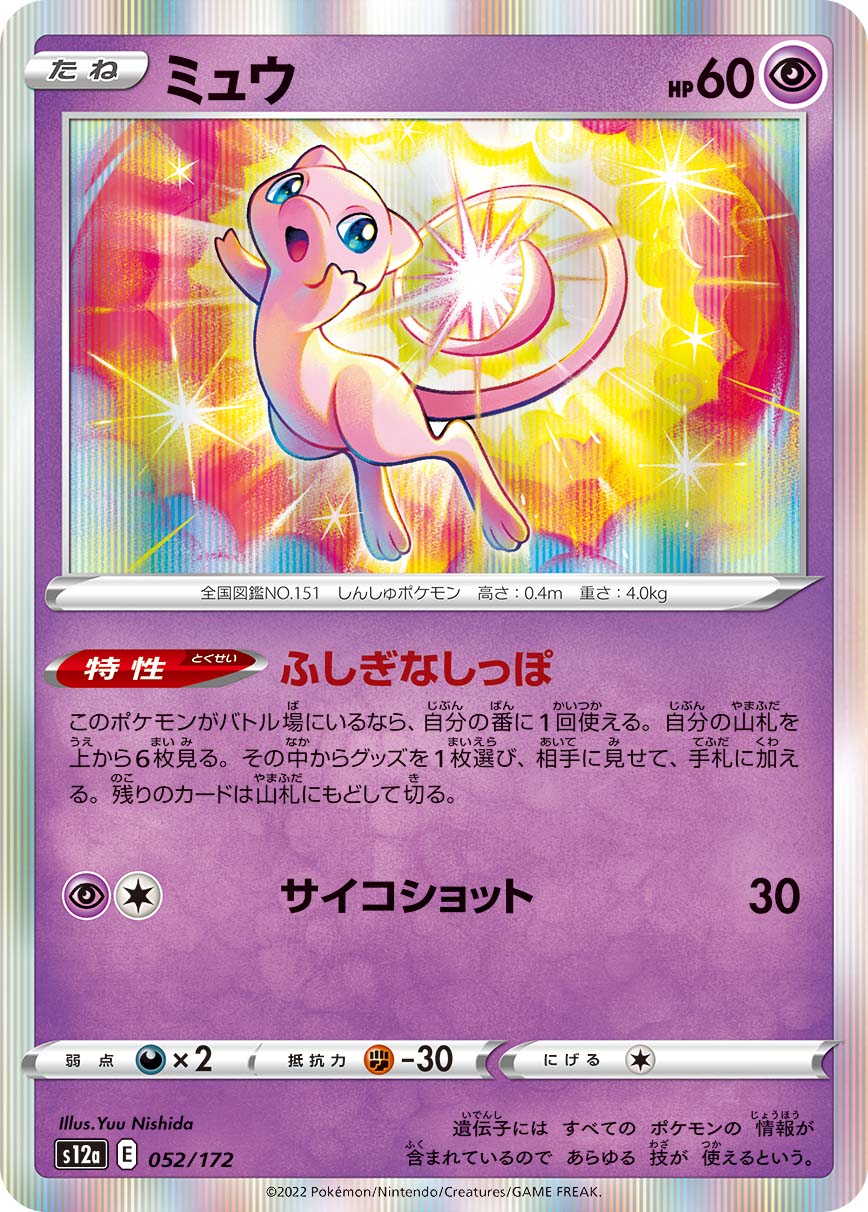 たね ミュウ HP60
全国図鑑NO.151 しんしゅポケモン 高さ:0.4m 重さ:4.0kg
特性 とくせい ふしぎなしっぽ
このポケモンがバトル場にいるなら、自分の番に1回使える。自分の山札を
上から6枚見る。その中からグッズを1枚選び、相手に見せて、手札に加え
る。残りのカードは山札にもどして切る。
サイコショット 30
弱点 ×2 抵抗力 -30 にげる
Illus.Yuu Nishida
s12a E 052/172
遺伝子には すべての ポケモンの 情報が
含まれているので あらゆる 技が 使えるという。
©2022 Pokémon/Nintendo/Creatures/GAME FREAK.